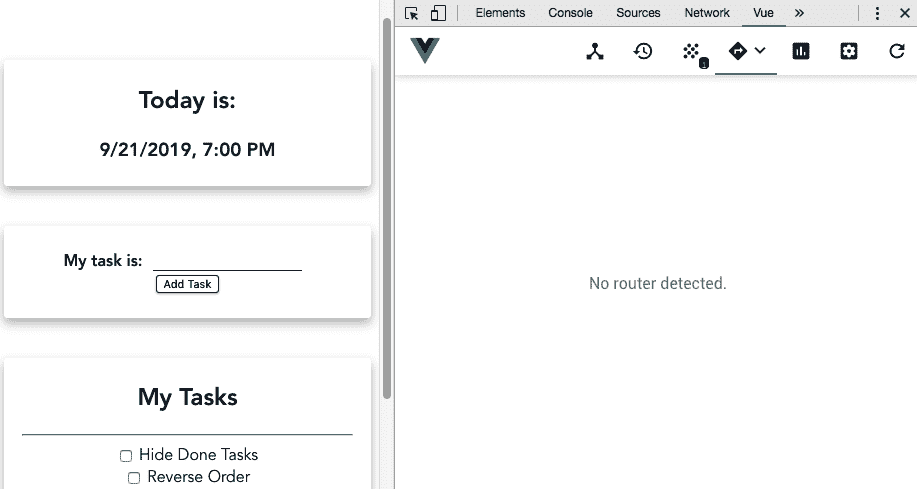 Today is:
9/21/2019, 7:00 PM
My task is:
Add Task
My Tasks
Hide Done Tasks
Reverse Order
Elements Console Sources Network Vue »
No router detected.